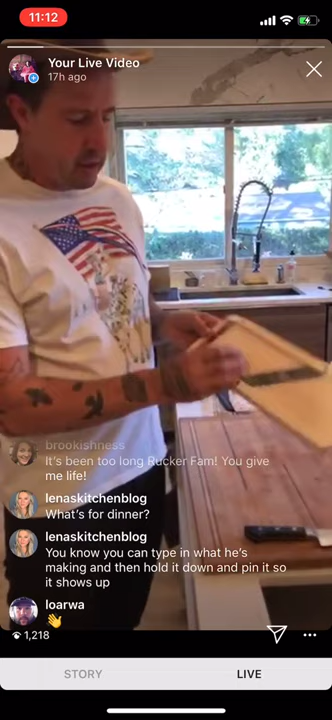 11:12
Your Live Video
17h ago
brookishness
It's been too long Rucker Fam! You give
me life!
lenaskitchenblog
What's for dinner?
lenaskitchenblog
You know you can type in what he's
making and then hold it down and pin it so
it shows up
loarwa
👋
1,218
STORY
LIVE